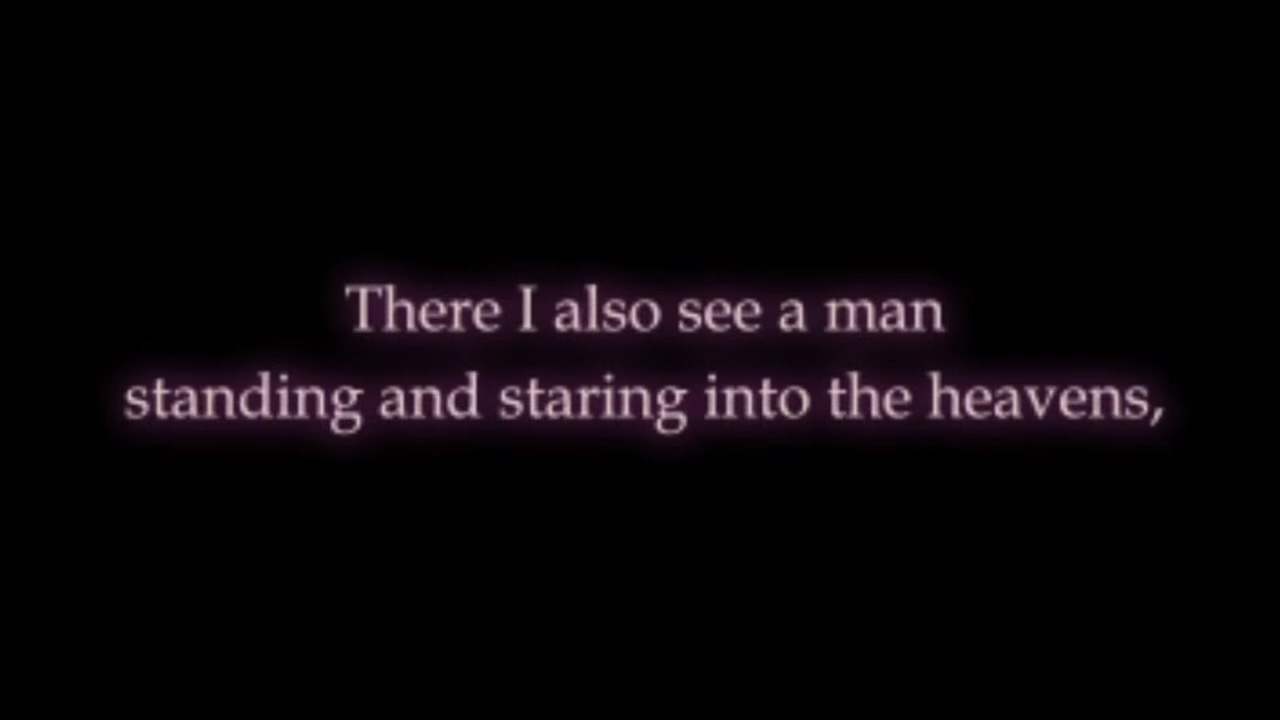 There I also see a man
standing and staring into the heavens,